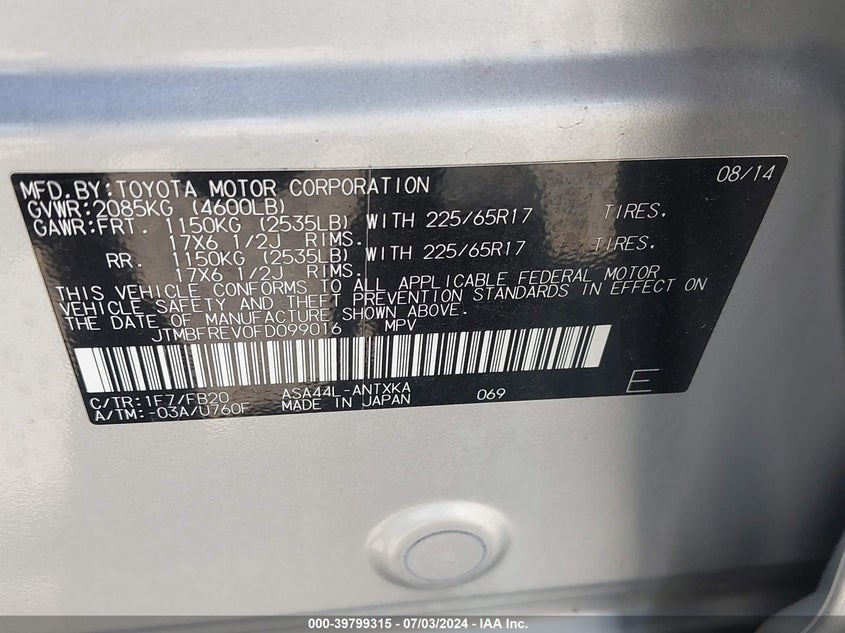 MFD.BY:TOYOTA MOTOR CORPORATION 08/14
GVWR:2085KG (4600LB)
GAWR:FRT. 1150KG (2535LB) WITH 225/65R17 TIRES.
17X6 1/2J RIMS.
RR. 1150KG (2535LB) WITH 225/65R17 TIRES.
17X6 1/2J RIMS.
THIS VEHICLE CONFORMS TO ALL APPLICABLE FEDERAL MOTOR
VEHICLE SAFETY AND THEFT PREVENTION STANDARDS IN EFFECT ON
THE DATE OF MANUFACTURE SHOWN ABOVE.
JTMBFREV0FD099016 MPV
C/TR:1F7/FB20 ASA44L-ANTXKA 069 E
A/TM:-03A/U760F MADE IN JAPAN
000-39799315 / 07/03/2024 - IAA Inc.